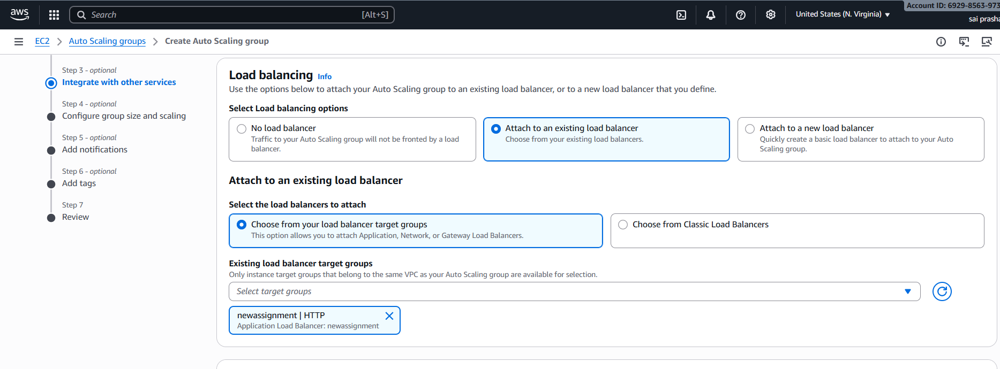 aws
Search
[Alt+S]
United States (N. Virginia)
Account ID: 6929-8563-973
sai prasha
EC2
Auto Scaling groups
Create Auto Scaling group
Step 3 - optional
Integrate with other services
Step 4 - optional
Configure group size and scaling
Step 5 - optional
Add notifications
Step 6 - optional
Add tags
Step 7
Review
Load balancing Info
Use the options below to attach your Auto Scaling group to an existing load balancer, or to a new load balancer that you define.
Select Load balancing options
No load balancer
Traffic to your Auto Scaling group will not be fronted by a load
balancer.
Attach to an existing load balancer
Choose from your existing load balancers.
Attach to a new load balancer
Quickly create a basic load balancer to attach to your Auto
Scaling group.
Attach to an existing load balancer
Select the load balancers to attach
Choose from your load balancer target groups
This option allows you to attach Application, Network, or Gateway Load Balancers.
Choose from Classic Load Balancers
Existing load balancer target groups
Only instance target groups that belong to the same VPC as your Auto Scaling group are available for selection.
Select target groups
newassignment | HTTP
Application Load Balancer: newassignment